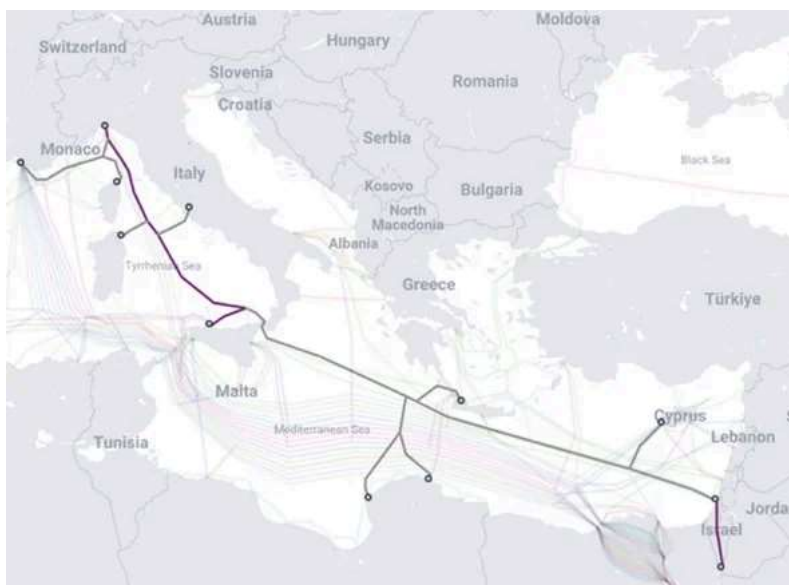 Austria
Moldova
Switzerland
Hungary
Slovenia
Romania
Croatia
Monaco
Serbia
Italy
Black Sea
Kosovo
Bulgaria
North
Macedonia
Albania
Tyrrhenian Sea
Greece
Türkiye
Malta
Cyprus
Mediterranean Sea
Tunisia
Lebanon
Israel
Jorda